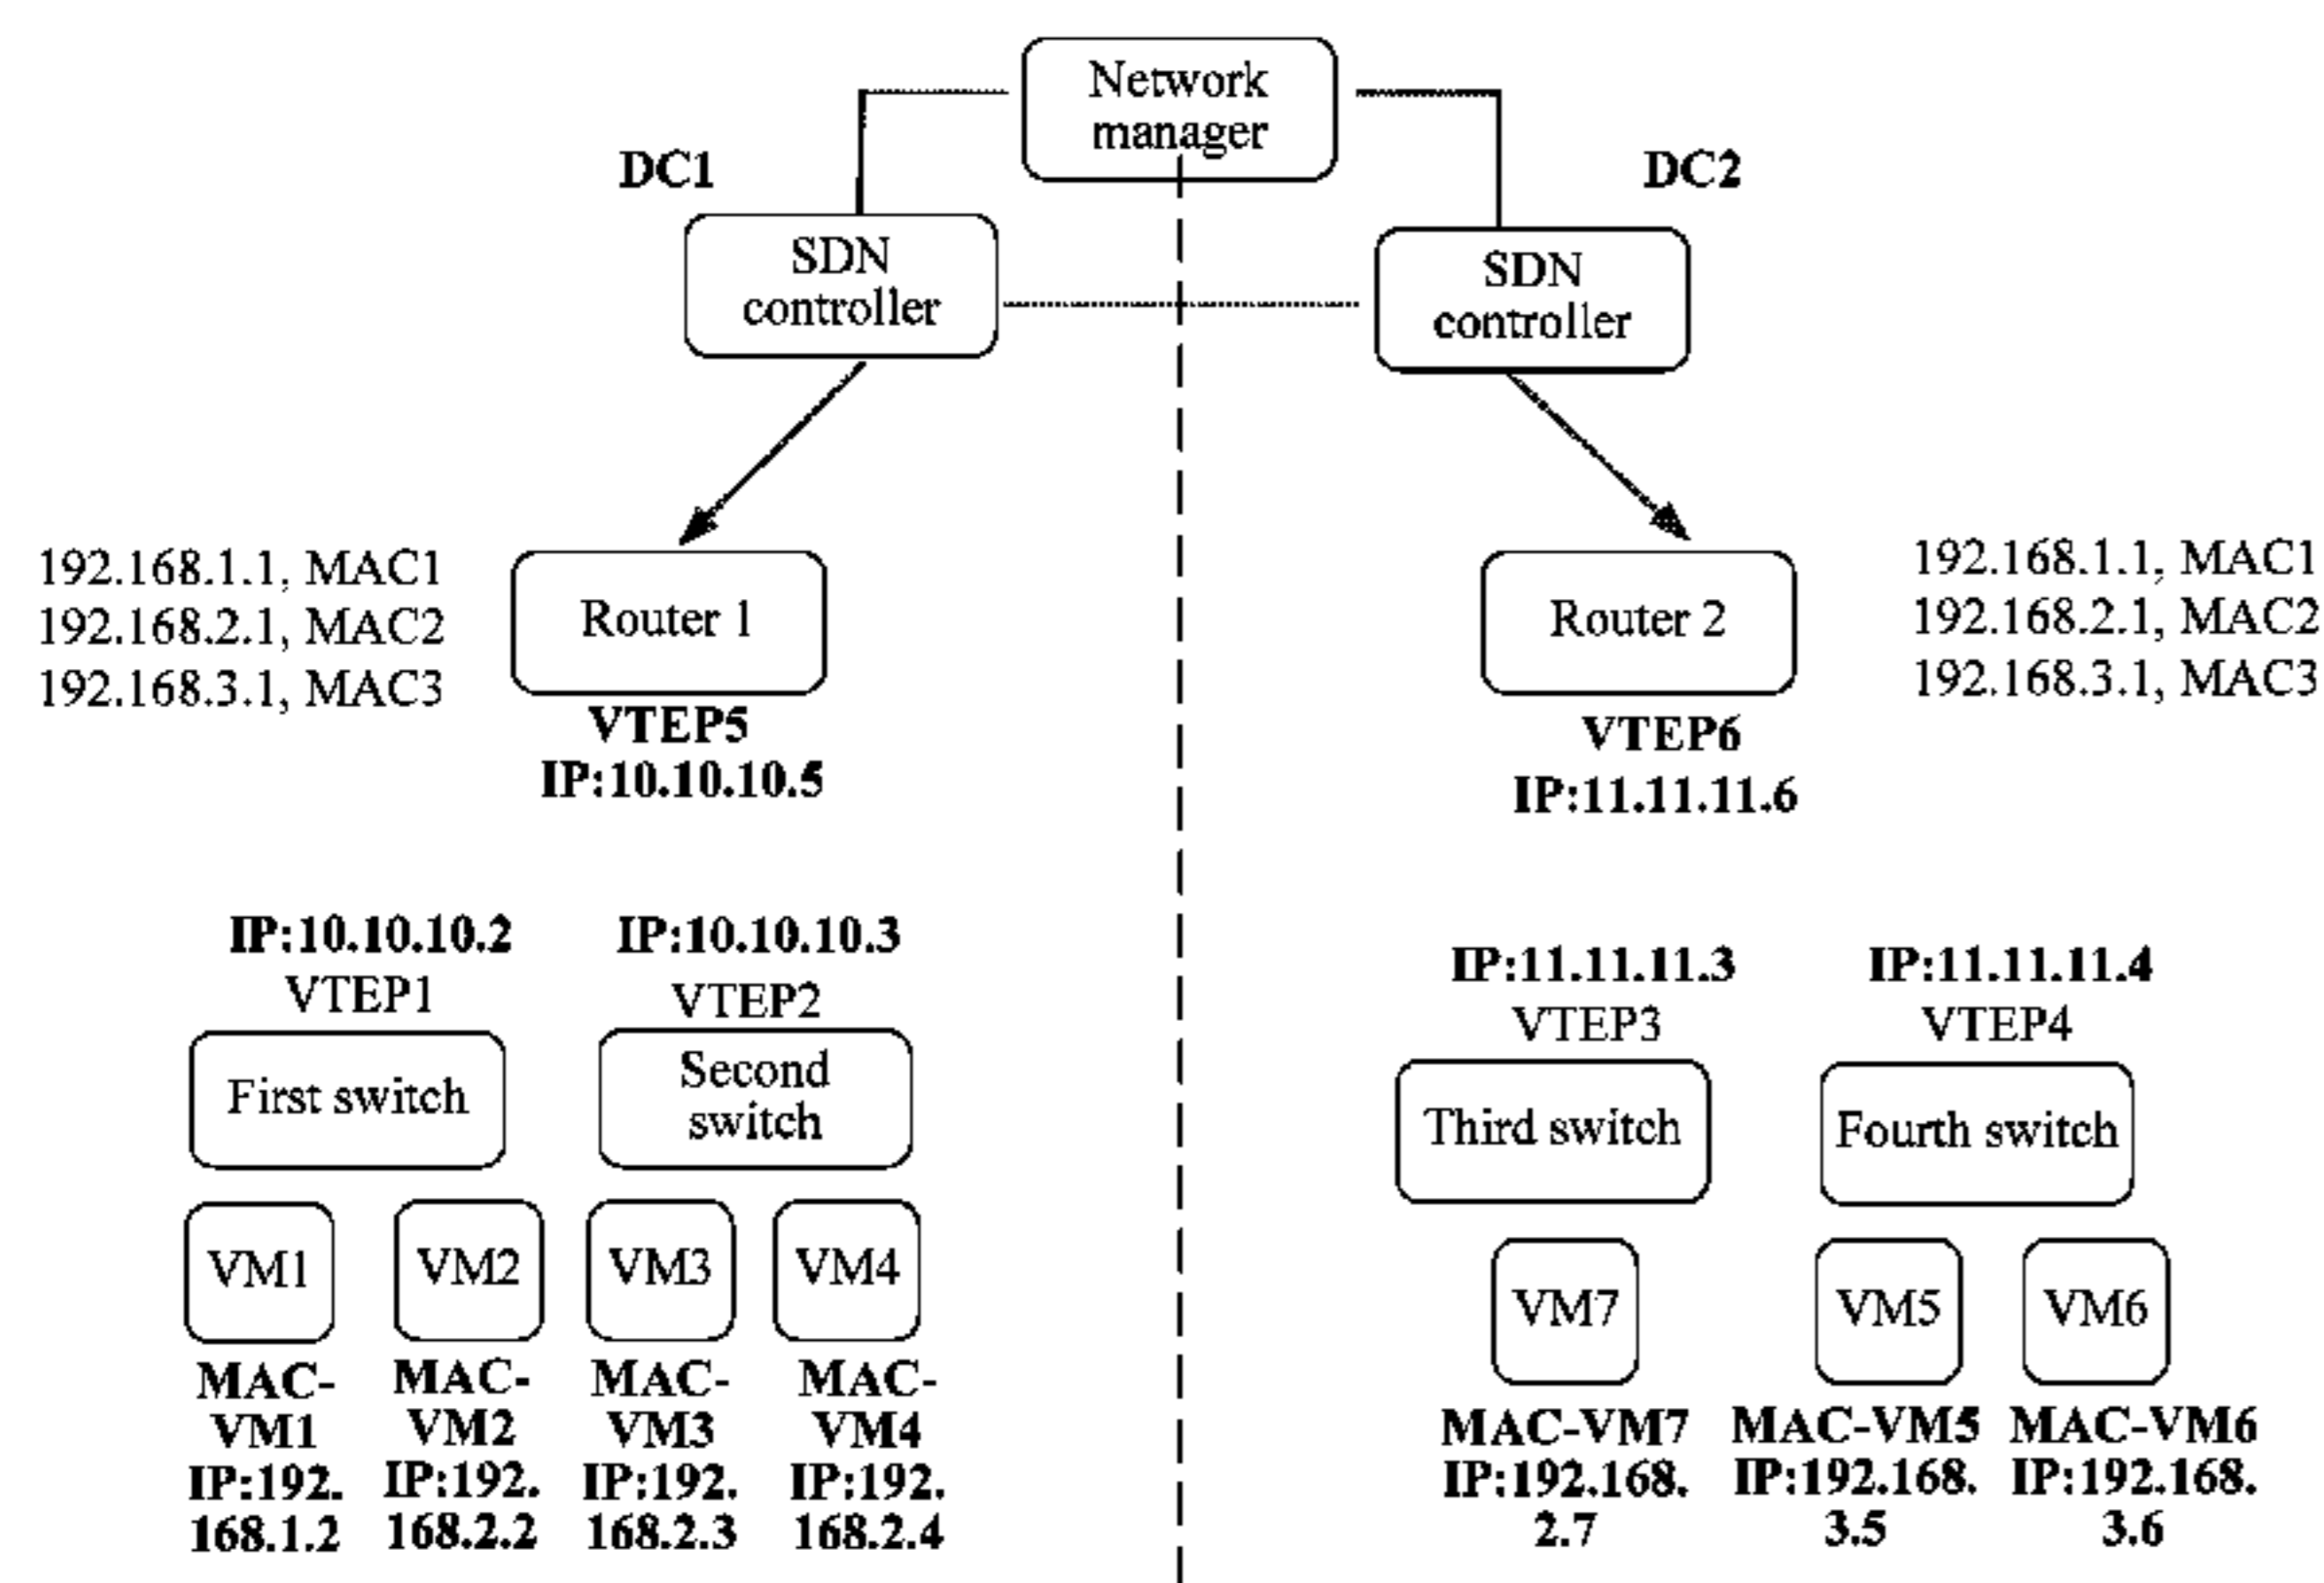 Network
manager
DC1
DC2
SDN
controller
SDN
controller
192.168.1.1, MAC1
192.168.2.1, MAC2
192.168.3.1, MAC3
Router 1
VTEP5
IP:10.10.10.5
Router 2
VTEP6
IP:11.11.11.6
192.168.1.1, MAC1
192.168.2.1, MAC2
192.168.3.1, MAC3
IP:10.10.10.2
VTEP1
First switch
IP:10.10.10.3
VTEP2
Second
switch
IP:11.11.11.3
VTEP3
Third switch
IP:11.11.11.4
VTEP4
Fourth switch
VM1
MAC-
VM1
IP:192.
168.1.2
VM2
MAC-
VM2
IP:192.
168.2.2
VM3
MAC-
VM3
IP:192.
168.2.3
VM4
MAC-
VM4
IP:192.
168.2.4
VM7
MAC-VM7
IP:192.168.
2.7
VM5
MAC-VM5
IP:192.168.
3.5
VM6
MAC-VM6
IP:192.168.
3.6